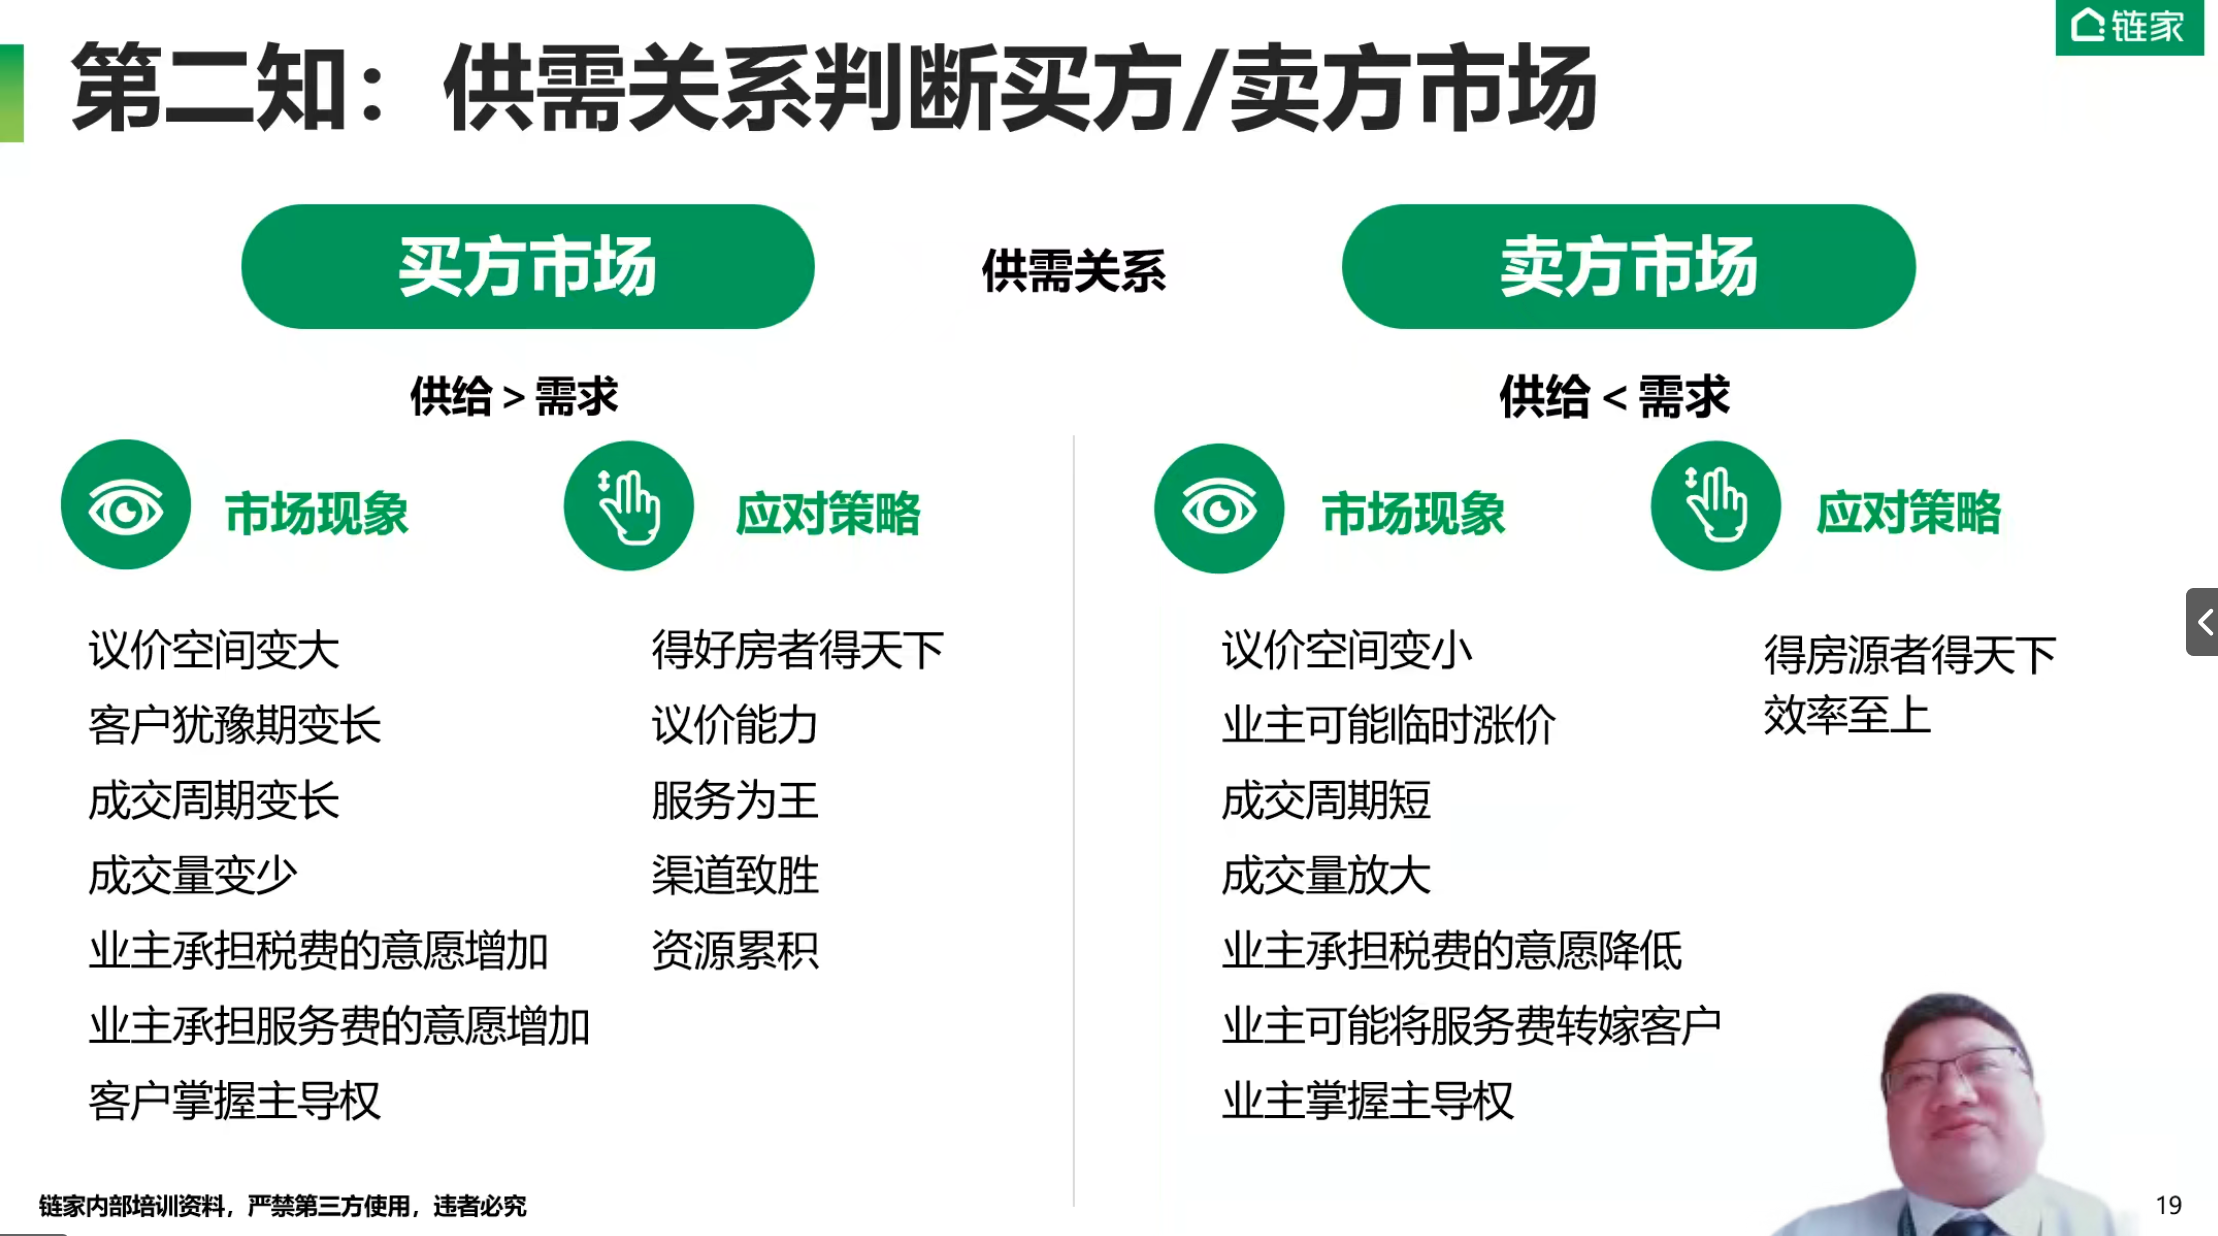 链家
第二知：供需关系判断买方/卖方市场
买方市场
供需关系
卖方市场
供给 > 需求
供给 < 需求
市场现象
应对策略
议价空间变大
客户犹豫期变长
成交周期变长
成交量变少
业主承担税费的意愿增加
业主承担服务费的意愿增加
客户掌握主导权
得好房者得天下
议价能力
服务为王
渠道致胜
资源累积
市场现象
应对策略
议价空间变小
业主可能临时涨价
成交周期短
成交量放大
业主承担税费的意愿降低
业主可能将服务费转嫁客户
业主掌握主导权
得房源者得天下
效率至上
链家内部培训资料，严禁第三方使用，违者必究
19